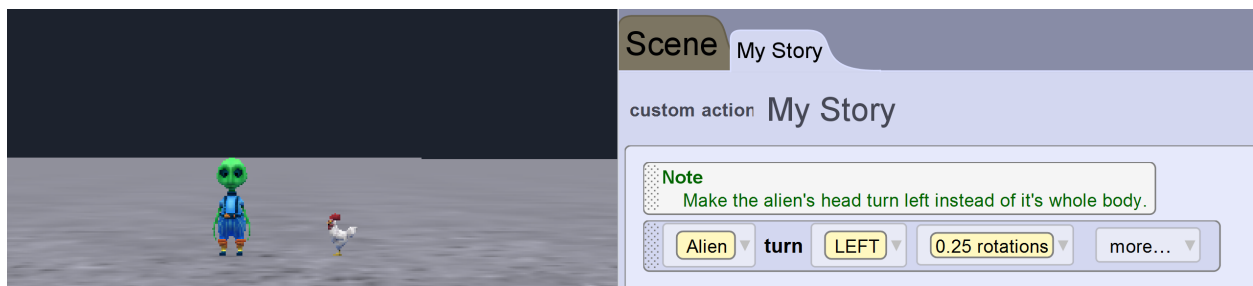 Scene My Story
custom action My Story
Note
Make the alien's head turn left instead of it's whole body.
Alien turn LEFT 0.25 rotations more...